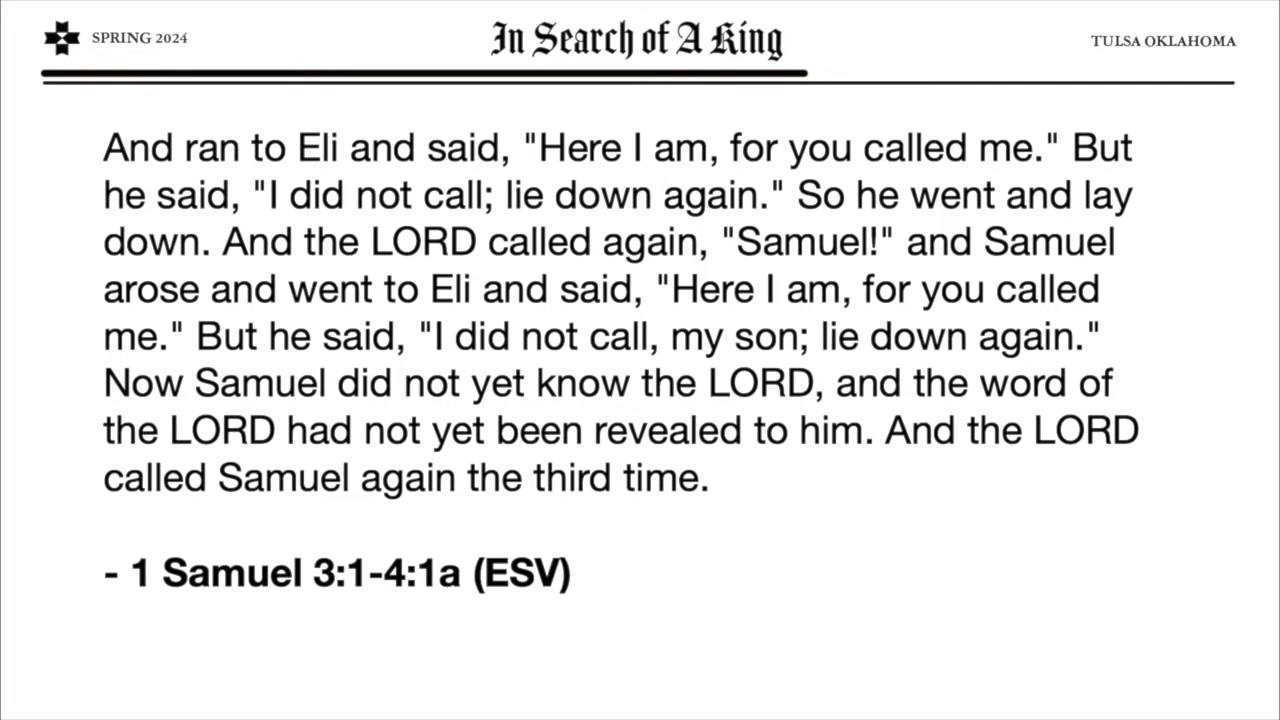 SPRING 2024
In Search of A King
TULSA OKLAHOMA
And ran to Eli and said, "Here I am, for you called me." But
he said, "I did not call; lie down again." So he went and lay
down. And the LORD called again, "Samuel!" and Samuel
arose and went to Eli and said, "Here I am, for you called
me." But he said, "I did not call, my son; lie down again."
Now Samuel did not yet know the LORD, and the word of
the LORD had not yet been revealed to him. And the LORD
called Samuel again the third time.
- 1 Samuel 3:1-4:1a (ESV)